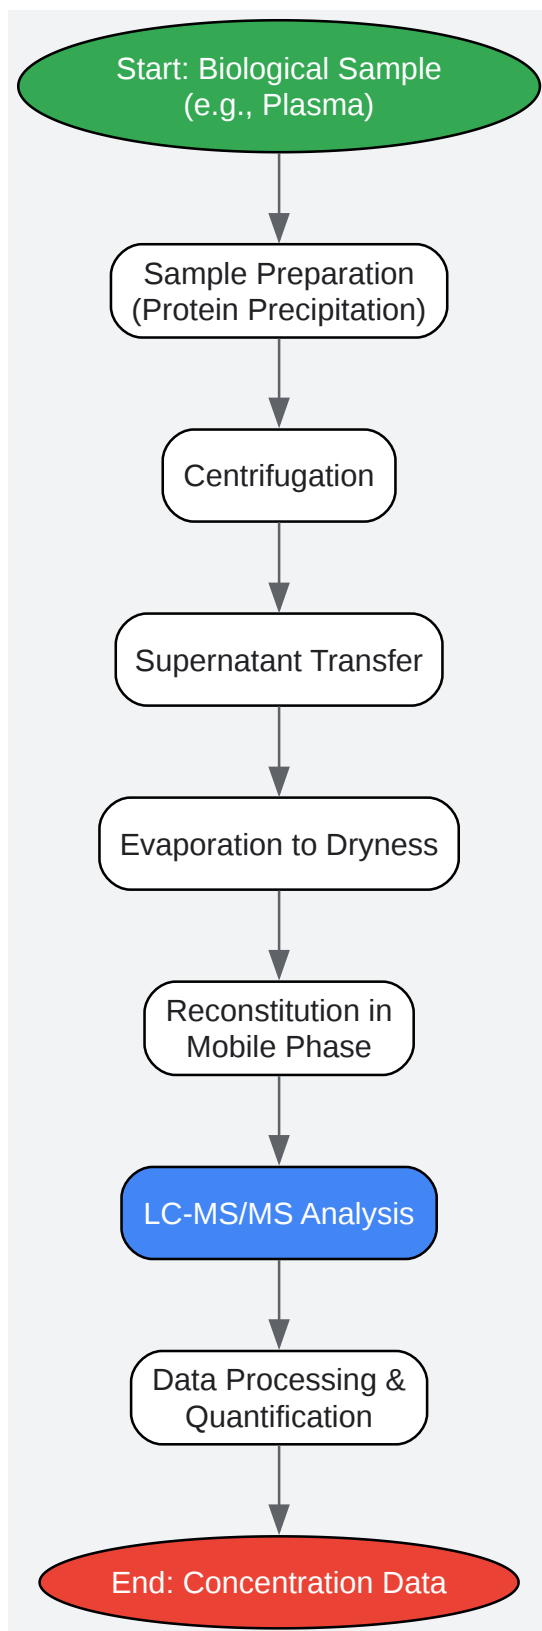 Start: Biological Sample
(e.g., Plasma)
Sample Preparation
(Protein Precipitation)
Centrifugation
Supernatant Transfer
Evaporation to Dryness
Reconstitution in
Mobile Phase
LC-MS/MS Analysis
Data Processing &
Quantification
End: Concentration Data